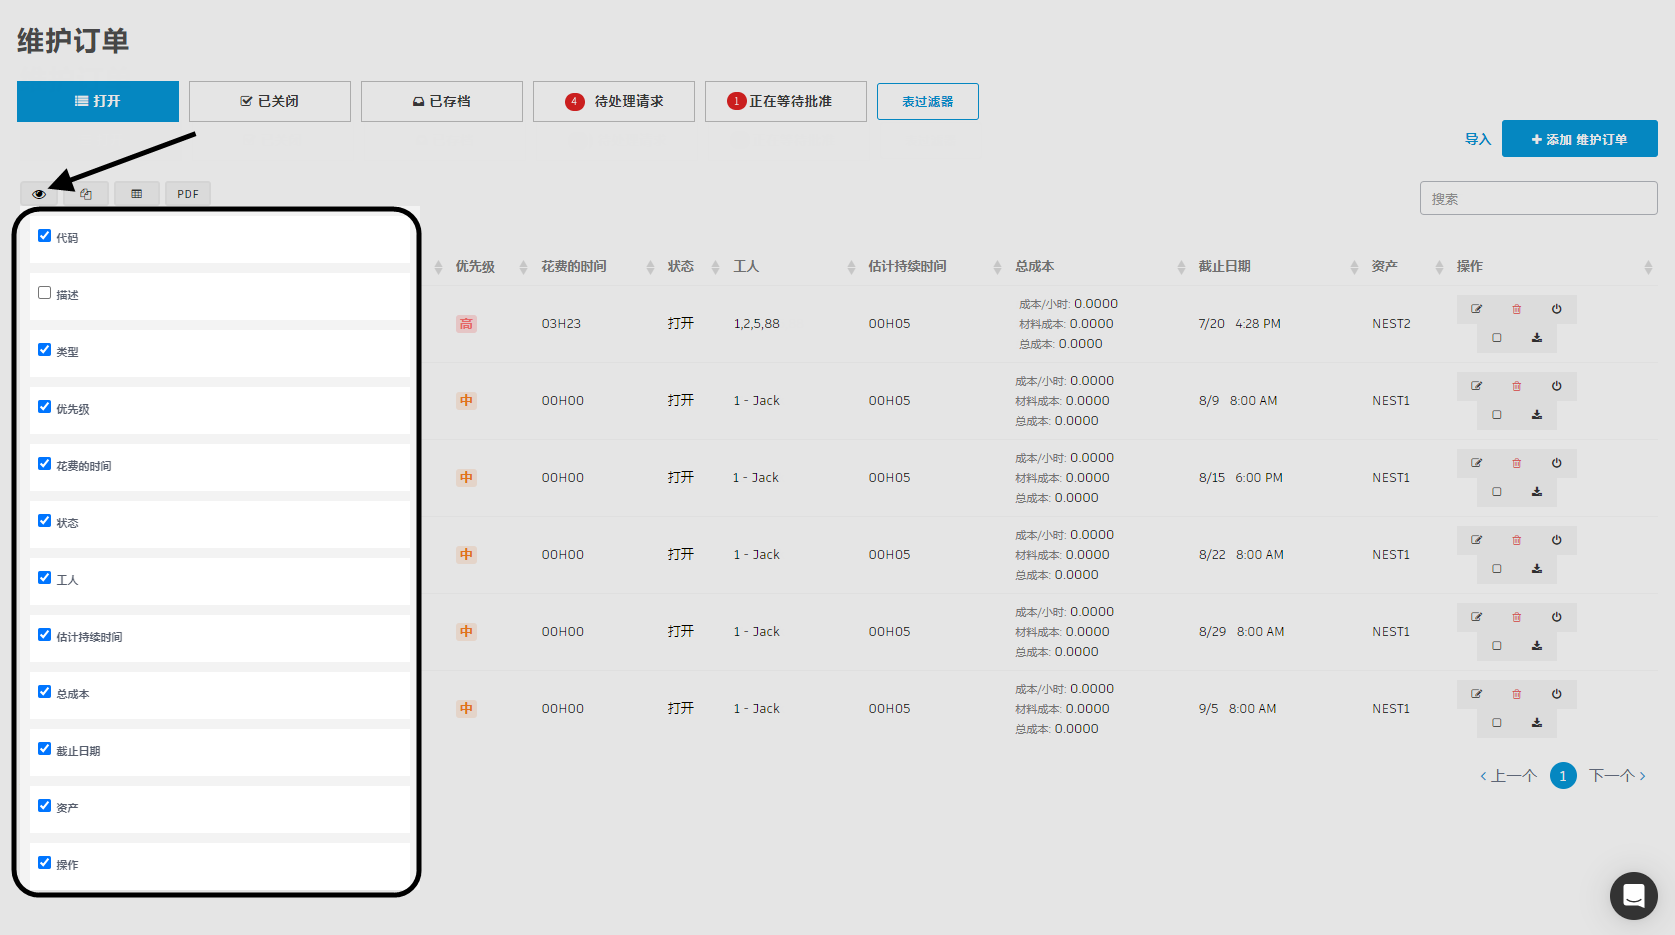 维护订单
打开
已关闭
已存档
4 待处理请求
1 正在等待批准
表过滤器
导入
添加 维护订单
PDF
搜索
代码
描述
类型
优先级
花费的时间
状态
工人
估计持续时间
总成本
截止日期
资产
操作
优先级 花费的时间 状态 工人 估计持续时间 总成本 截止日期 资产 操作
成本/小时: 0.0000
高 03H23 打开 1,2,5,88 00H05 材料成本: 0.0000 7/20 4:28 PM NEST2
总成本: 0.0000
成本/小时: 0.0000
中 00H00 打开 1 - Jack 00H05 材料成本: 0.0000 8/9 8:00 AM NEST1
总成本: 0.0000
成本/小时: 0.0000
中 00H00 打开 1 - Jack 00H05 材料成本: 0.0000 8/15 6:00 PM NEST1
总成本: 0.0000
成本/小时: 0.0000
中 00H00 打开 1 - Jack 00H05 材料成本: 0.0000 8/22 8:00 AM NEST1
总成本: 0.0000
成本/小时: 0.0000
中 00H00 打开 1 - Jack 00H05 材料成本: 0.0000 8/29 8:00 AM NEST1
总成本: 0.0000
成本/小时: 0.0000
中 00H00 打开 1 - Jack 00H05 材料成本: 0.0000 9/5 8:00 AM NEST1
总成本: 0.0000
上一个 1 下一个